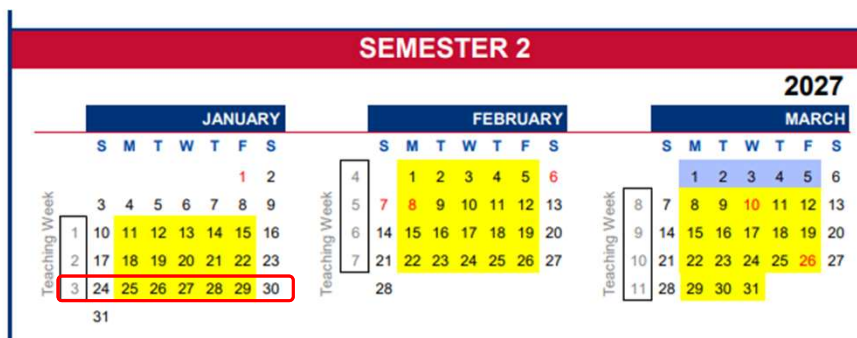 SEMESTER 2
2027
JANUARY
S M T W T F S
1 2
3 4 5 6 7 8 9
1 10 11 12 13 14 15 16
2 17 18 19 20 21 22 23
3 24 25 26 27 28 29 30
31
Teaching Week
FEBRUARY
S M T W T F S
4 1 2 3 4 5 6
5 7 8 9 10 11 12 13
6 14 15 16 17 18 19 20
7 21 22 23 24 25 26 27
28
Teaching Week
MARCH
S M T W T F S
1 2 3 4 5 6
8 7 8 9 10 11 12 13
9 14 15 16 17 18 19 20
10 21 22 23 24 25 26 27
11 28 29 30 31
Teaching Week